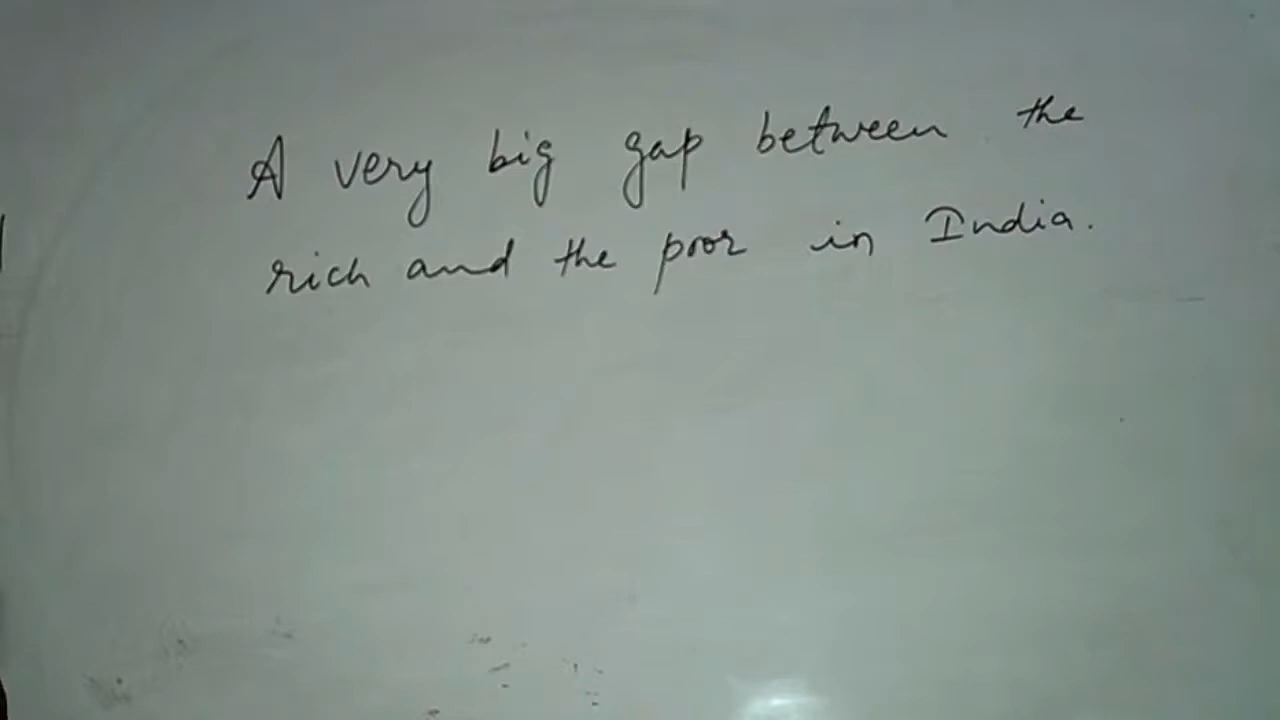 A very big gap between the
rich and the poor in India.